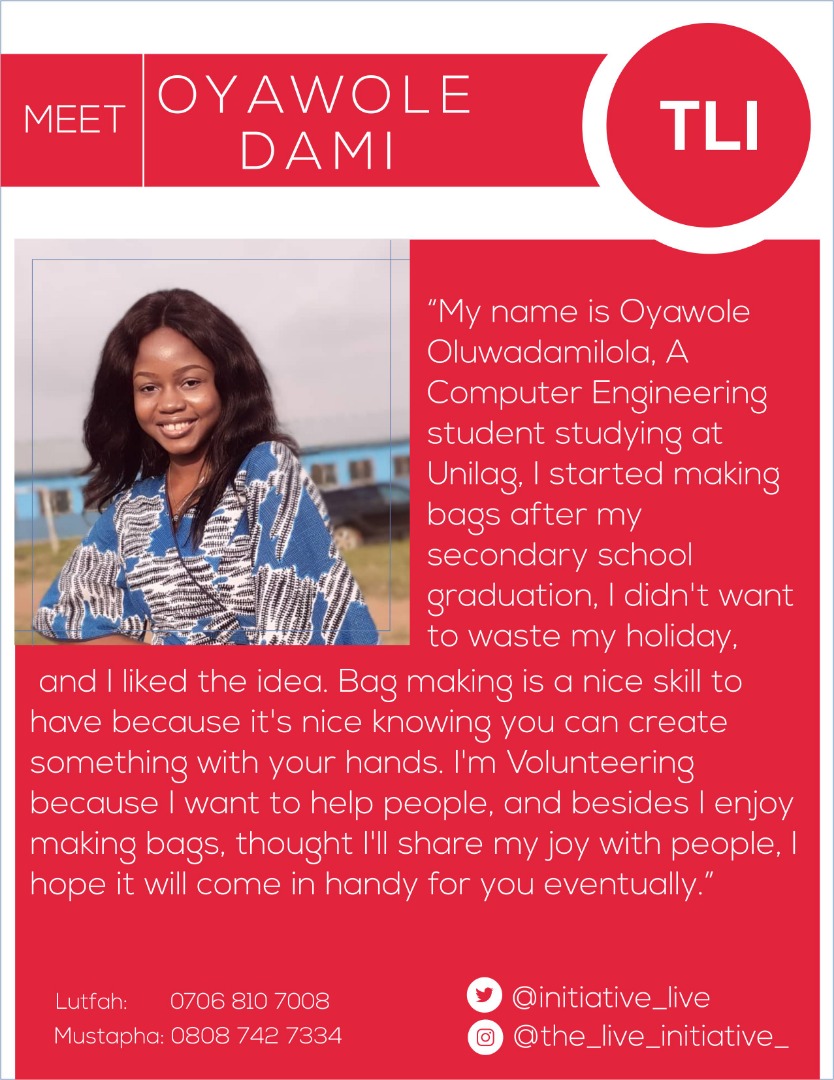 MEET
OYAWOLE
DAMI
TLI
“My name is Oyawole
Oluwadamilola, A
Computer Engineering
student studying at
Unilag, I started making
bags after my
secondary school
graduation, I didn't want
to waste my holiday,
and I liked the idea. Bag making is a nice skill to
have because it's nice knowing you can create
something with your hands. I'm Volunteering
because I want to help people, and besides I enjoy
making bags, thought I'll share my joy with people, I
hope it will come in handy for you eventually.”
Lutfah: 0706 810 7008
Mustapha: 0808 742 7334
@initiative_live
@the_live_initiative_